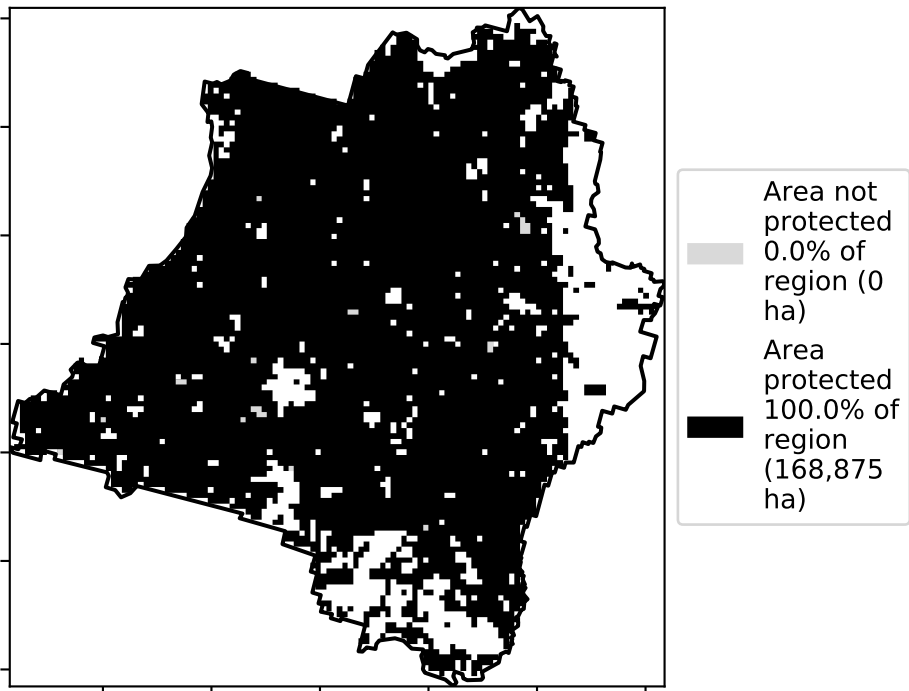 Area not
protected
0.0% of
region (0
ha)
Area
protected
100.0% of
region
(168,875
ha)